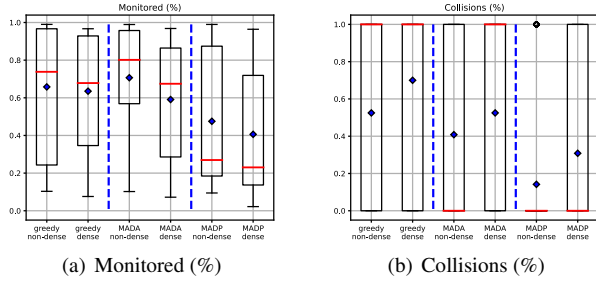 Monitored (%)
1.0
0.8
0.6
0.4
0.2
0.0
greedy non-dense
greedy dense
MADA non-dense
MADA dense
MADP non-dense
MADP dense
(a) Monitored (%)
Collisions (%)
1.0
0.8
0.6
0.4
0.2
0.0
greedy non-dense
greedy dense
MADA non-dense
MADA dense
MADP non-dense
MADP dense
(b) Collisions (%)